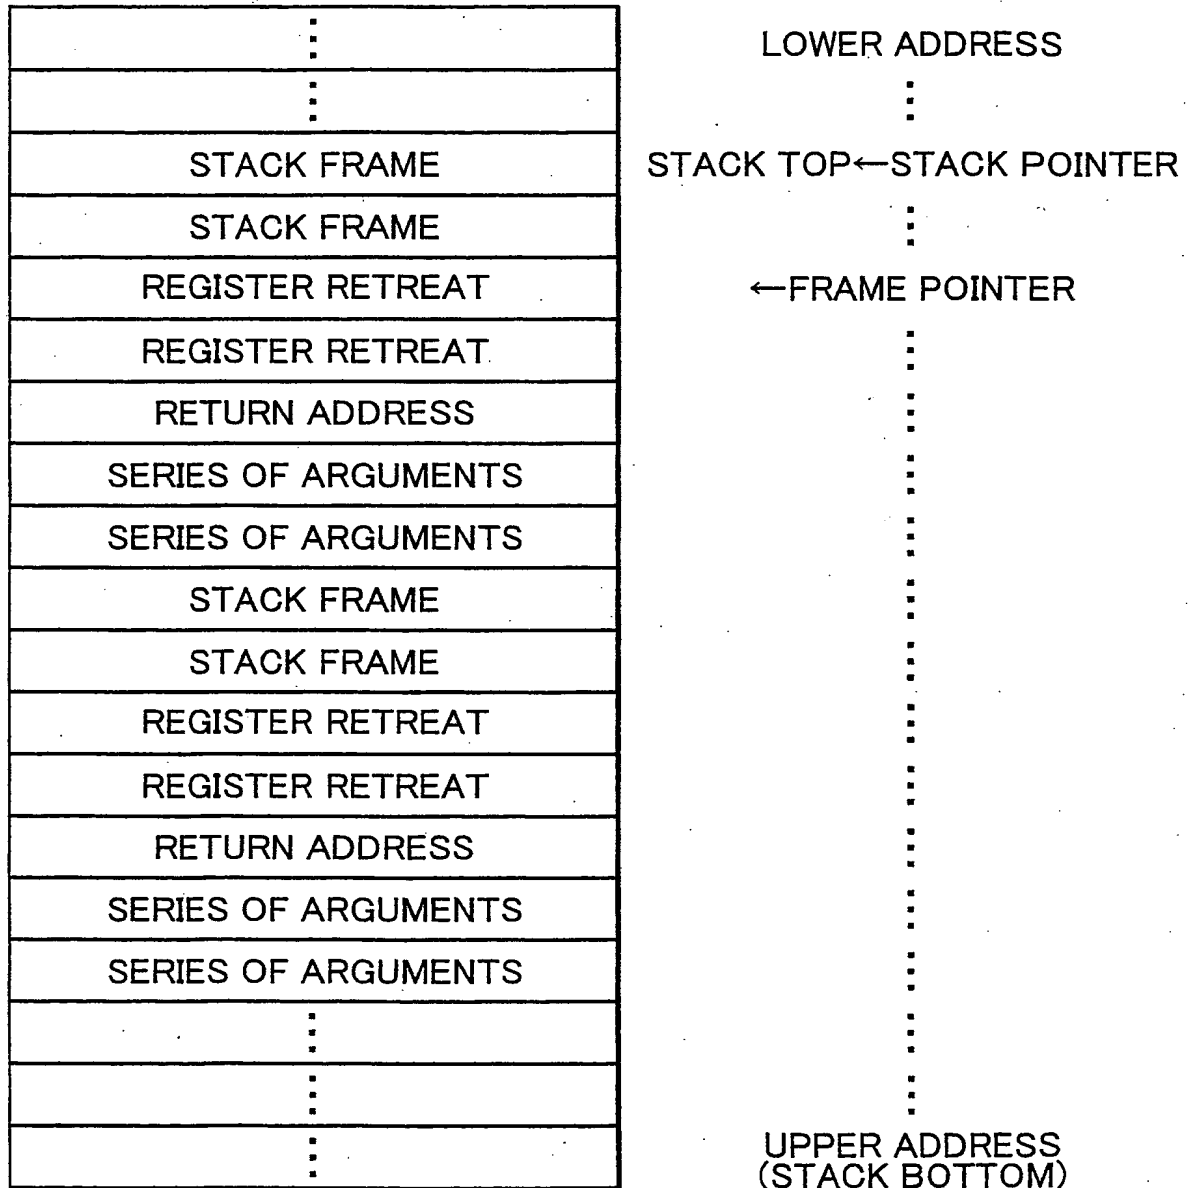 ⋮ LOWER ADDRESS
⋮ ⋮
STACK FRAME STACK TOP←STACK POINTER
STACK FRAME ⋮
REGISTER RETREAT ←FRAME POINTER
REGISTER RETREAT ⋮
RETURN ADDRESS ⋮
SERIES OF ARGUMENTS ⋮
SERIES OF ARGUMENTS ⋮
STACK FRAME ⋮
STACK FRAME ⋮
REGISTER RETREAT ⋮
REGISTER RETREAT ⋮
RETURN ADDRESS ⋮
SERIES OF ARGUMENTS ⋮
SERIES OF ARGUMENTS ⋮
⋮ ⋮
⋮ ⋮
⋮ UPPER ADDRESS
(STACK BOTTOM)